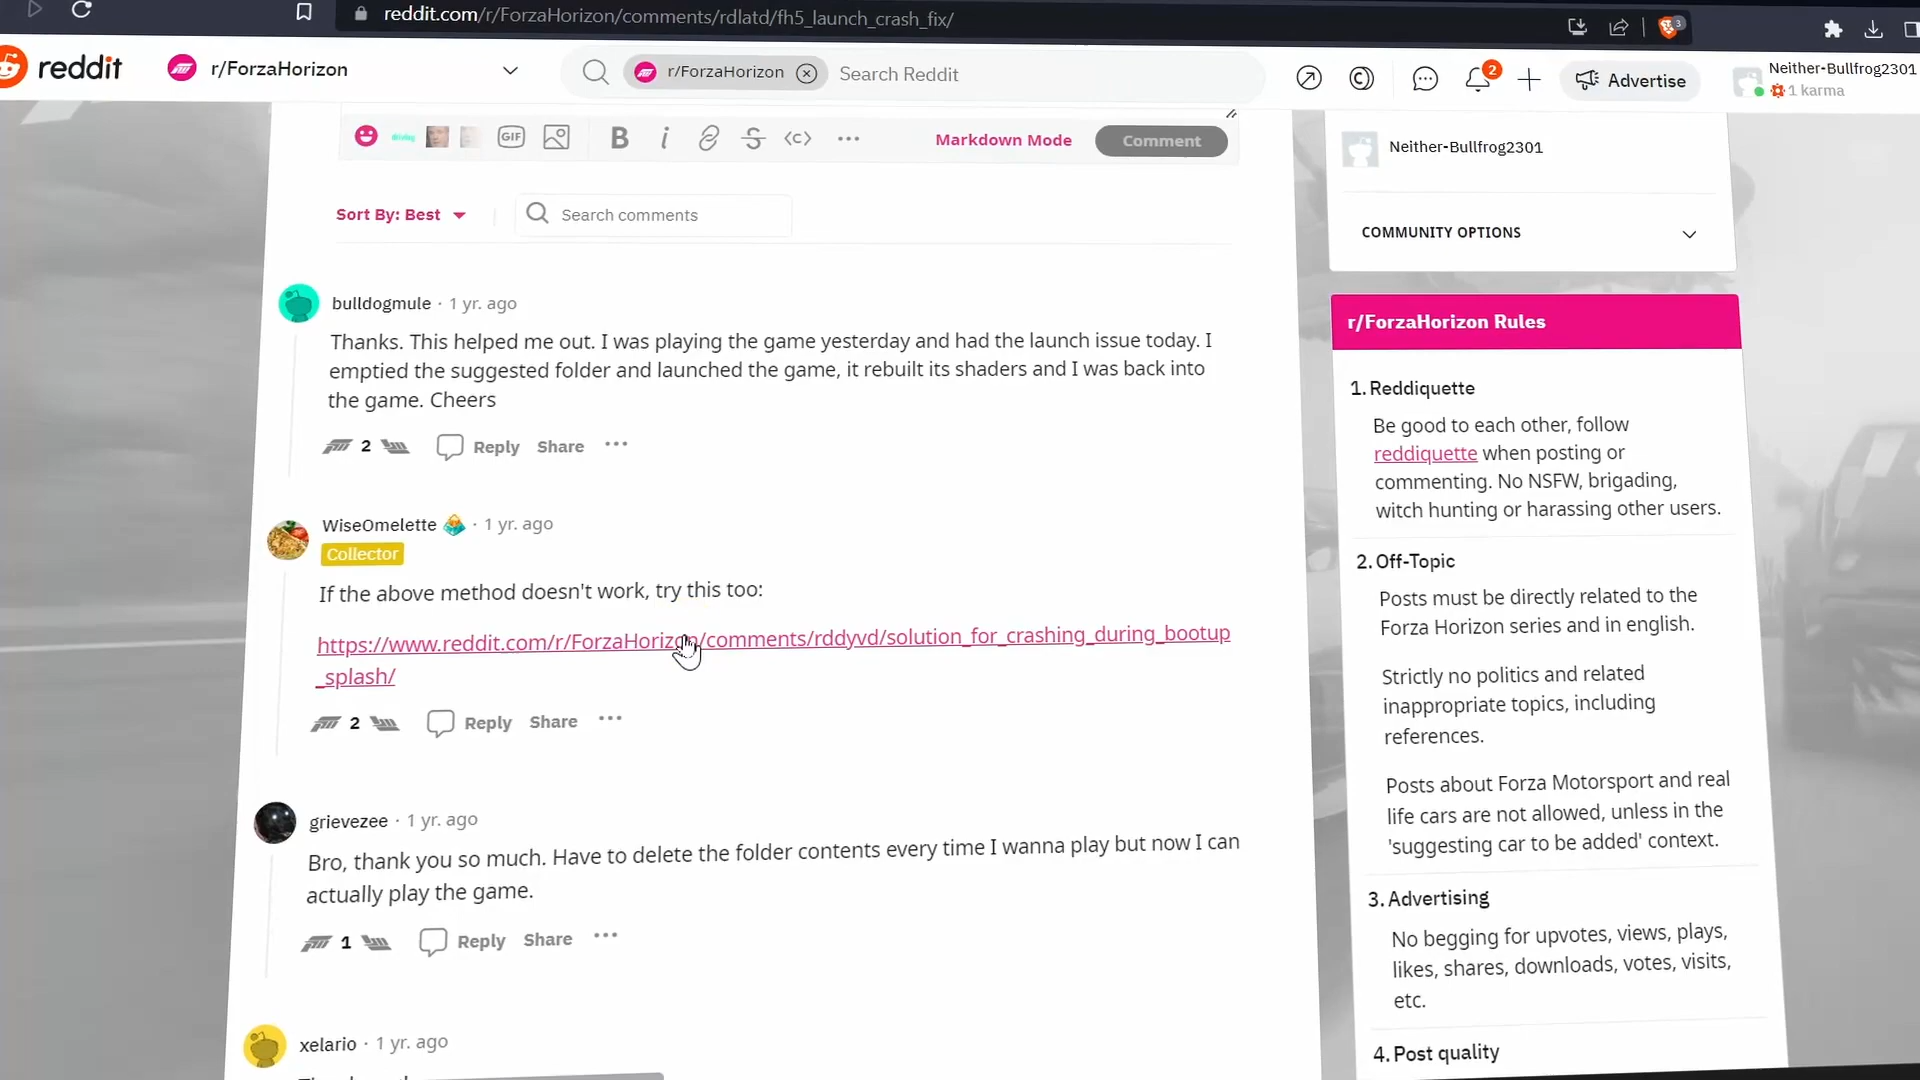 reddit.com/r/ForzaHorizon/comments/rdlatd/fh5_launch_crash_fix/
3
reddit
r/ForzaHorizon
r/ForzaHorizon
Search Reddit
2
Advertise
Neither-Bullfrog2301
1 karma
GIF
B
i
Markdown Mode
Comment
Neither-Bullfrog2301
Sort By: Best
Search comments
COMMUNITY OPTIONS
bulldogmule · 1 yr. ago
Thanks. This helped me out. I was playing the game yesterday and had the launch issue today. I
emptied the suggested folder and launched the game, it rebuilt its shaders and I was back into
the game. Cheers
2
Reply
Share
WiseOmelette · 1 yr. ago
Collector
If the above method doesn't work, try this too:
https://www.reddit.com/r/ForzaHorizon/comments/rddyvd/solution_for_crashing_during_bootup
_splash/
2
Reply
Share
grievezee · 1 yr. ago
Bro, thank you so much. Have to delete the folder contents every time I wanna play but now I can
actually play the game.
1
Reply
Share
xelario · 1 yr. ago
r/ForzaHorizon Rules
1. Reddiquette
Be good to each other, follow
reddiquette when posting or
commenting. No NSFW, brigading,
witch hunting or harassing other users.
2. Off-Topic
Posts must be directly related to the
Forza Horizon series and in english.
Strictly no politics and related
inappropriate topics, including
references.
Posts about Forza Motorsport and real
life cars are not allowed, unless in the
'suggesting car to be added' context.
3. Advertising
No begging for upvotes, views, plays,
likes, shares, downloads, votes, visits,
etc.
4. Post quality